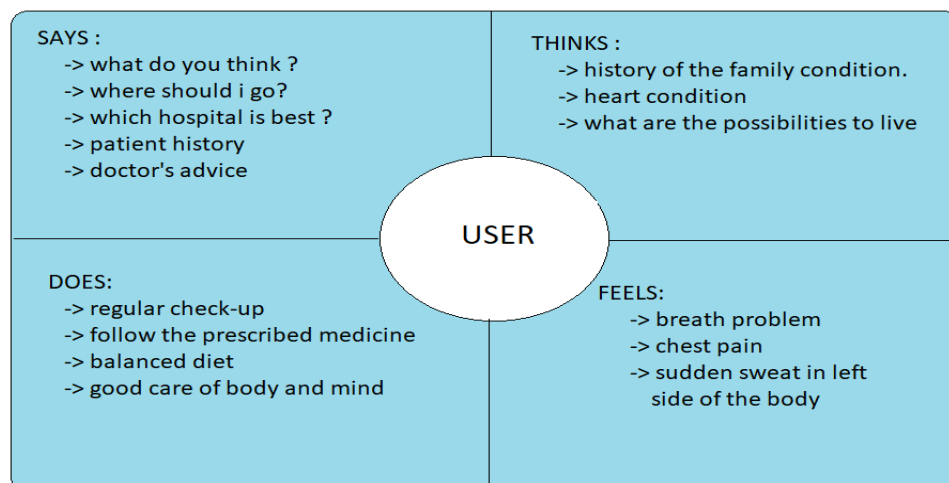 SAYS :
-> what do you think ?
-> where should i go?
-> which hospital is best ?
-> patient history
-> doctor's advice
THINKS :
-> history of the family condition.
-> heart condition
-> what are the possibilities to live
USER
DOES:
-> regular check-up
-> follow the prescribed medicine
-> balanced diet
-> good care of body and mind
FEELS:
-> breath problem
-> chest pain
-> sudden sweat in left
side of the body